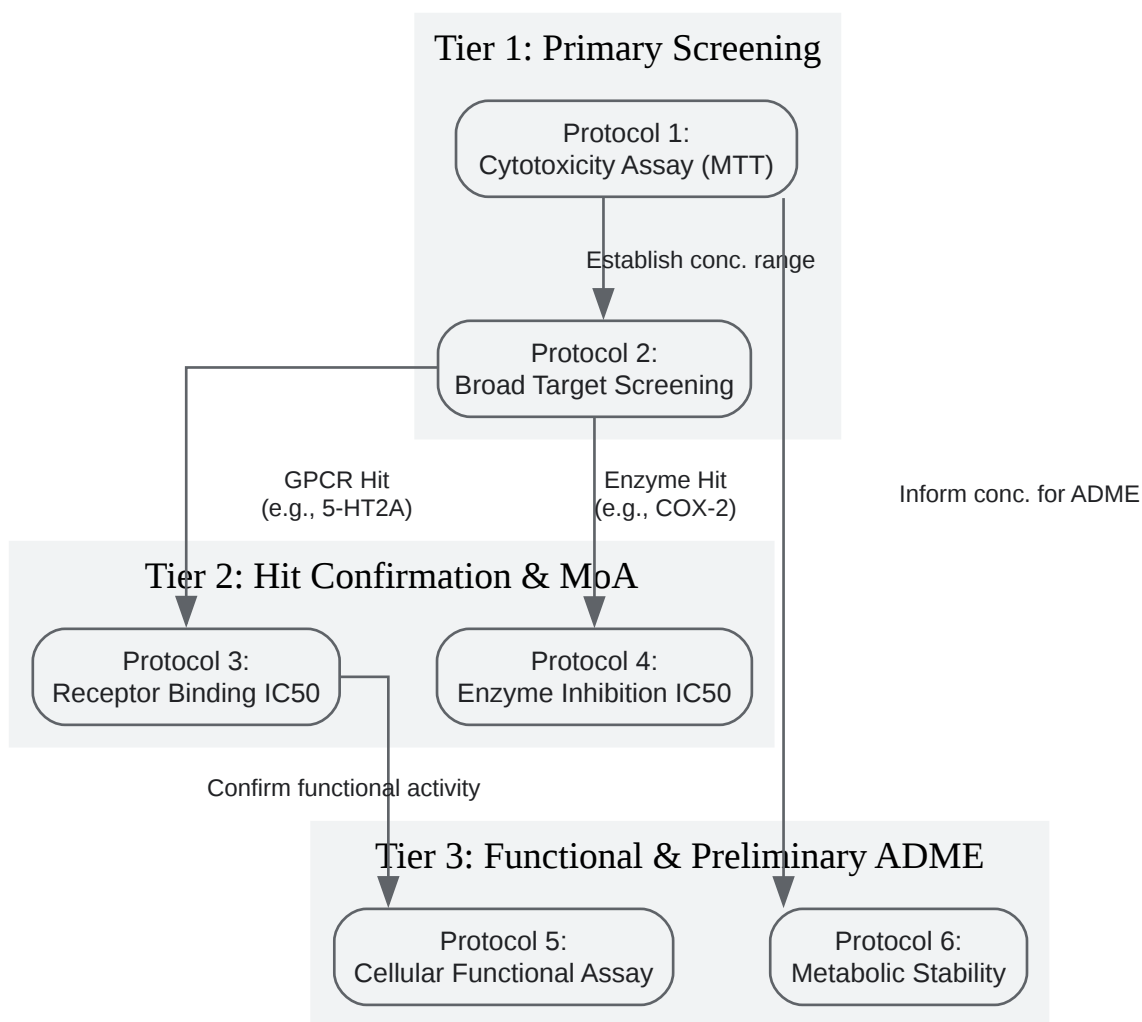 Tier 1: Primary Screening
Protocol 1:
Cytotoxicity Assay (MTT)
Establish conc. range
Protocol 2:
Broad Target Screening
GPCR Hit
(e.g., 5-HT2A)
Enzyme Hit
(e.g., COX-2)
Inform conc. for ADME
Tier 2: Hit Confirmation & MoA
Protocol 3:
Receptor Binding IC50
Protocol 4:
Enzyme Inhibition IC50
Confirm functional activity
Tier 3: Functional & Preliminary ADME
Protocol 5:
Cellular Functional Assay
Protocol 6:
Metabolic Stability